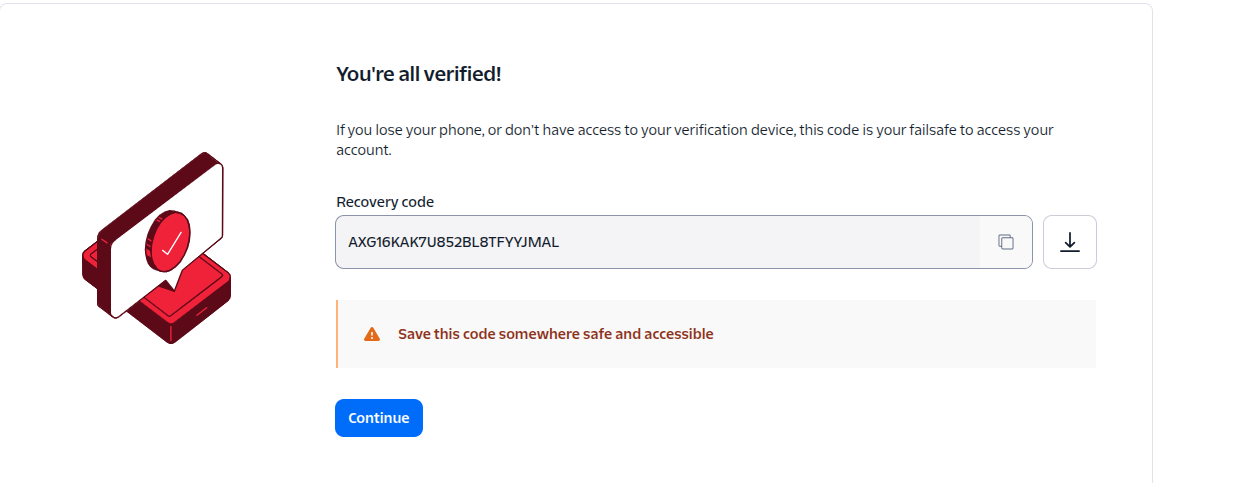 You're all verified!
If you lose your phone, or don't have access to your verification device, this code is your failsafe to access your
account.
Recovery code
AXG16KAK7U852BL8TFYYJMAL
Save this code somewhere safe and accessible
Continue